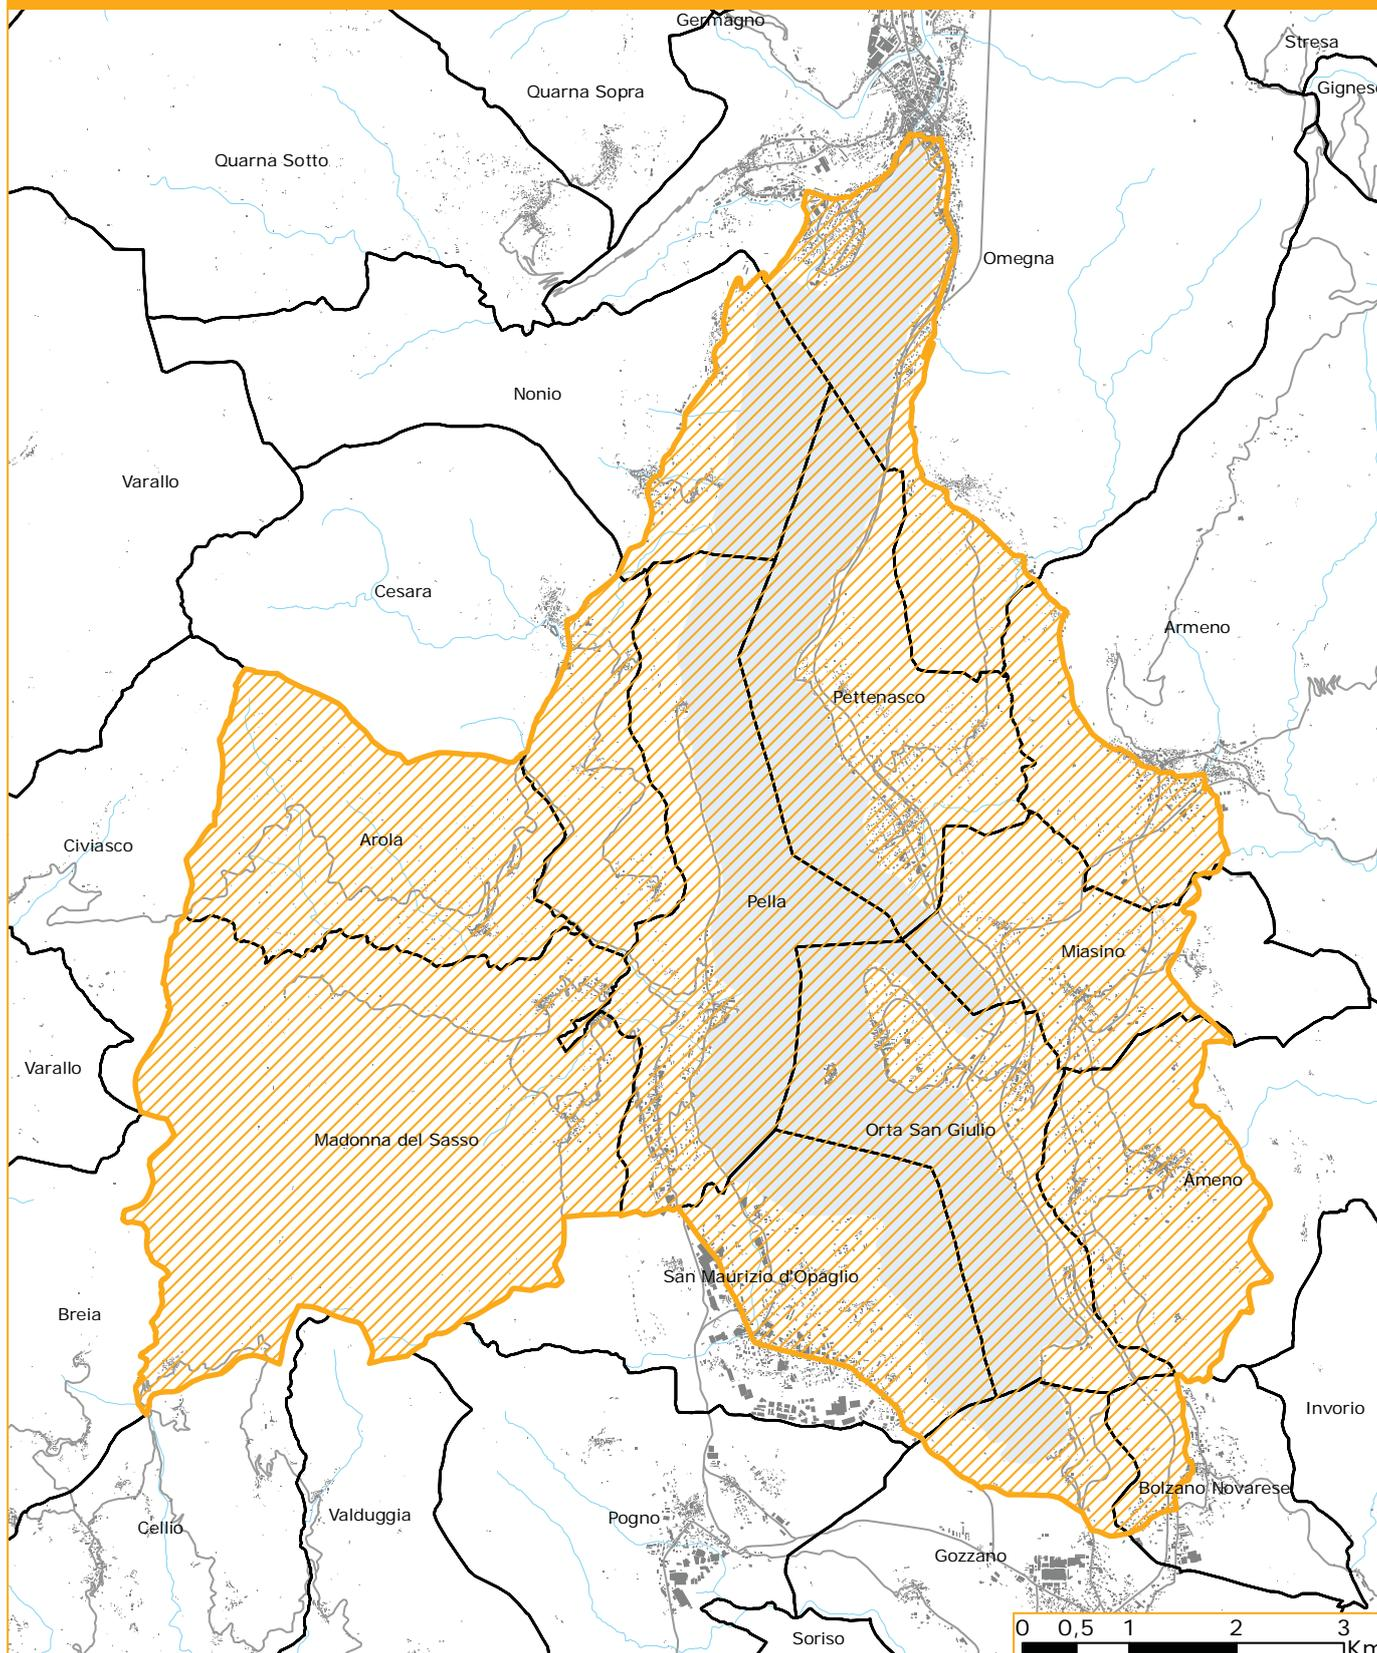 Germagno
Stresa
Quarna Sopra
Gignes
Quarna Sotto
Omegna
Nonio
Varallo
Cesara
Armeno
Pettenasco
Arola
Civiasco
Pella
Miasino
Varallo
Orta San Giulio
Madonna del Sasso
Ameno
San Maurizio d'Opaglio
Breia
Invorio
Bolzano Novarese
Valduggia
Pogno
Cellio
Gozzano
Soriso
0 0,5 1 2 3
Km